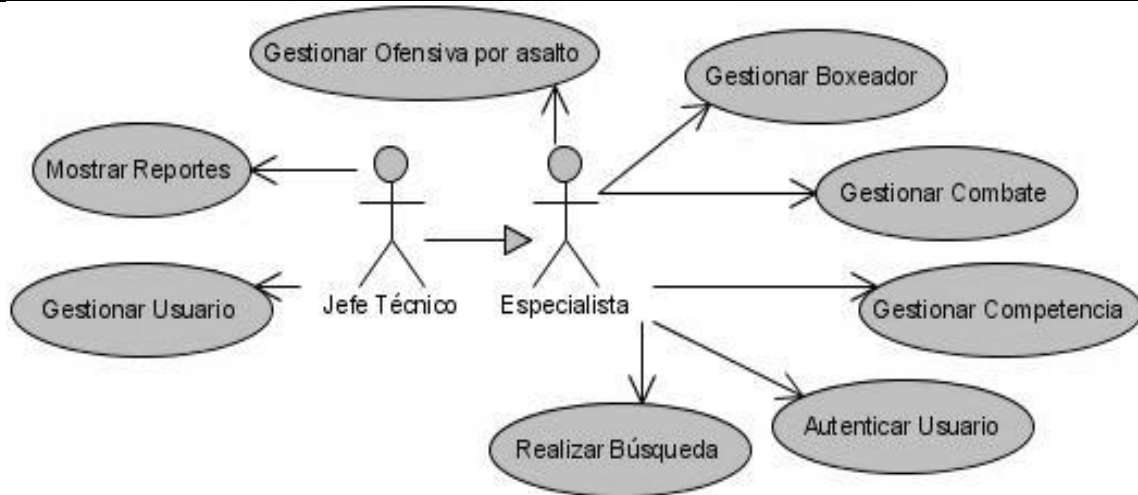 Gestionar Ofensiva por asalto
Gestionar Boxeador
Mostrar Reportes
Gestionar Combate
Gestionar Usuario
Jefe Técnico
Especialista
Gestionar Competencia
Autenticar Usuario
Realizar Búsqueda